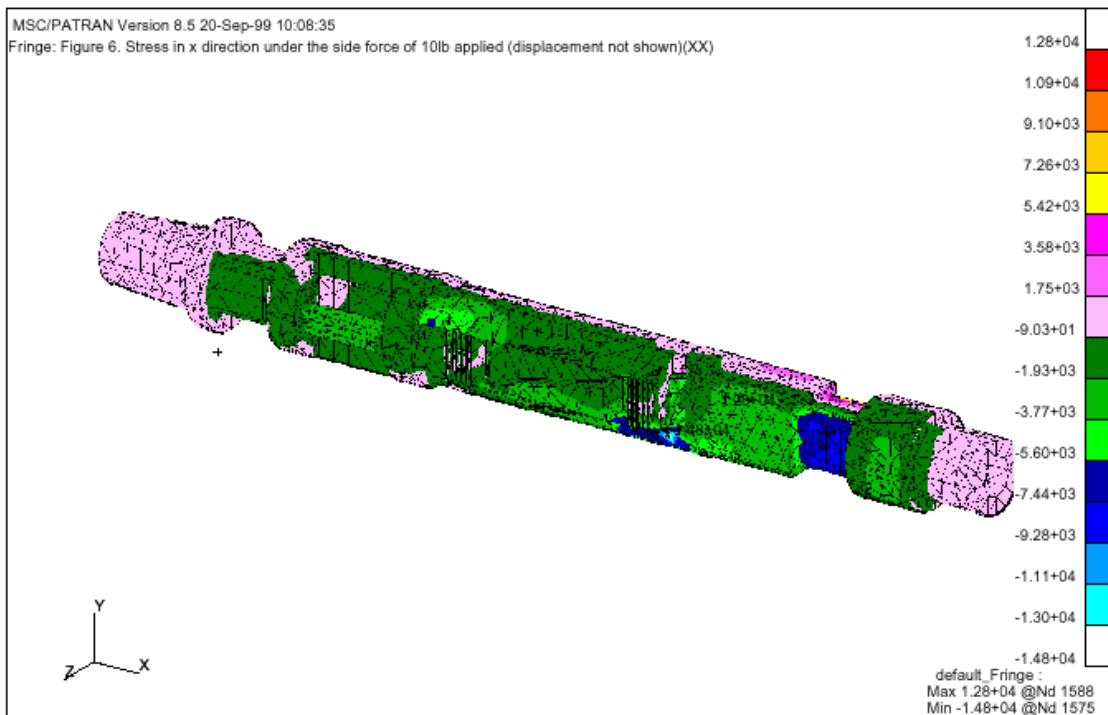 MSC/PATRAN Version 8.5 20-Sep-99 10:08:35
Fringe: Figure 6. Stress in x direction under the side force of 10lb applied (displacement not shown)(XX)
1.28+04
1.09+04
9.10+03
7.26+03
5.42+03
3.58+03
1.75+03
-9.03+01
-1.93+03
-3.77+03
-5.60+03
-7.44+03
-9.28+03
-1.11+04
-1.30+04
-1.48+04
Y
Z
X
default_Fringe :
Max 1.28+04 @Nd 1588
Min -1.48+04 @Nd 1575